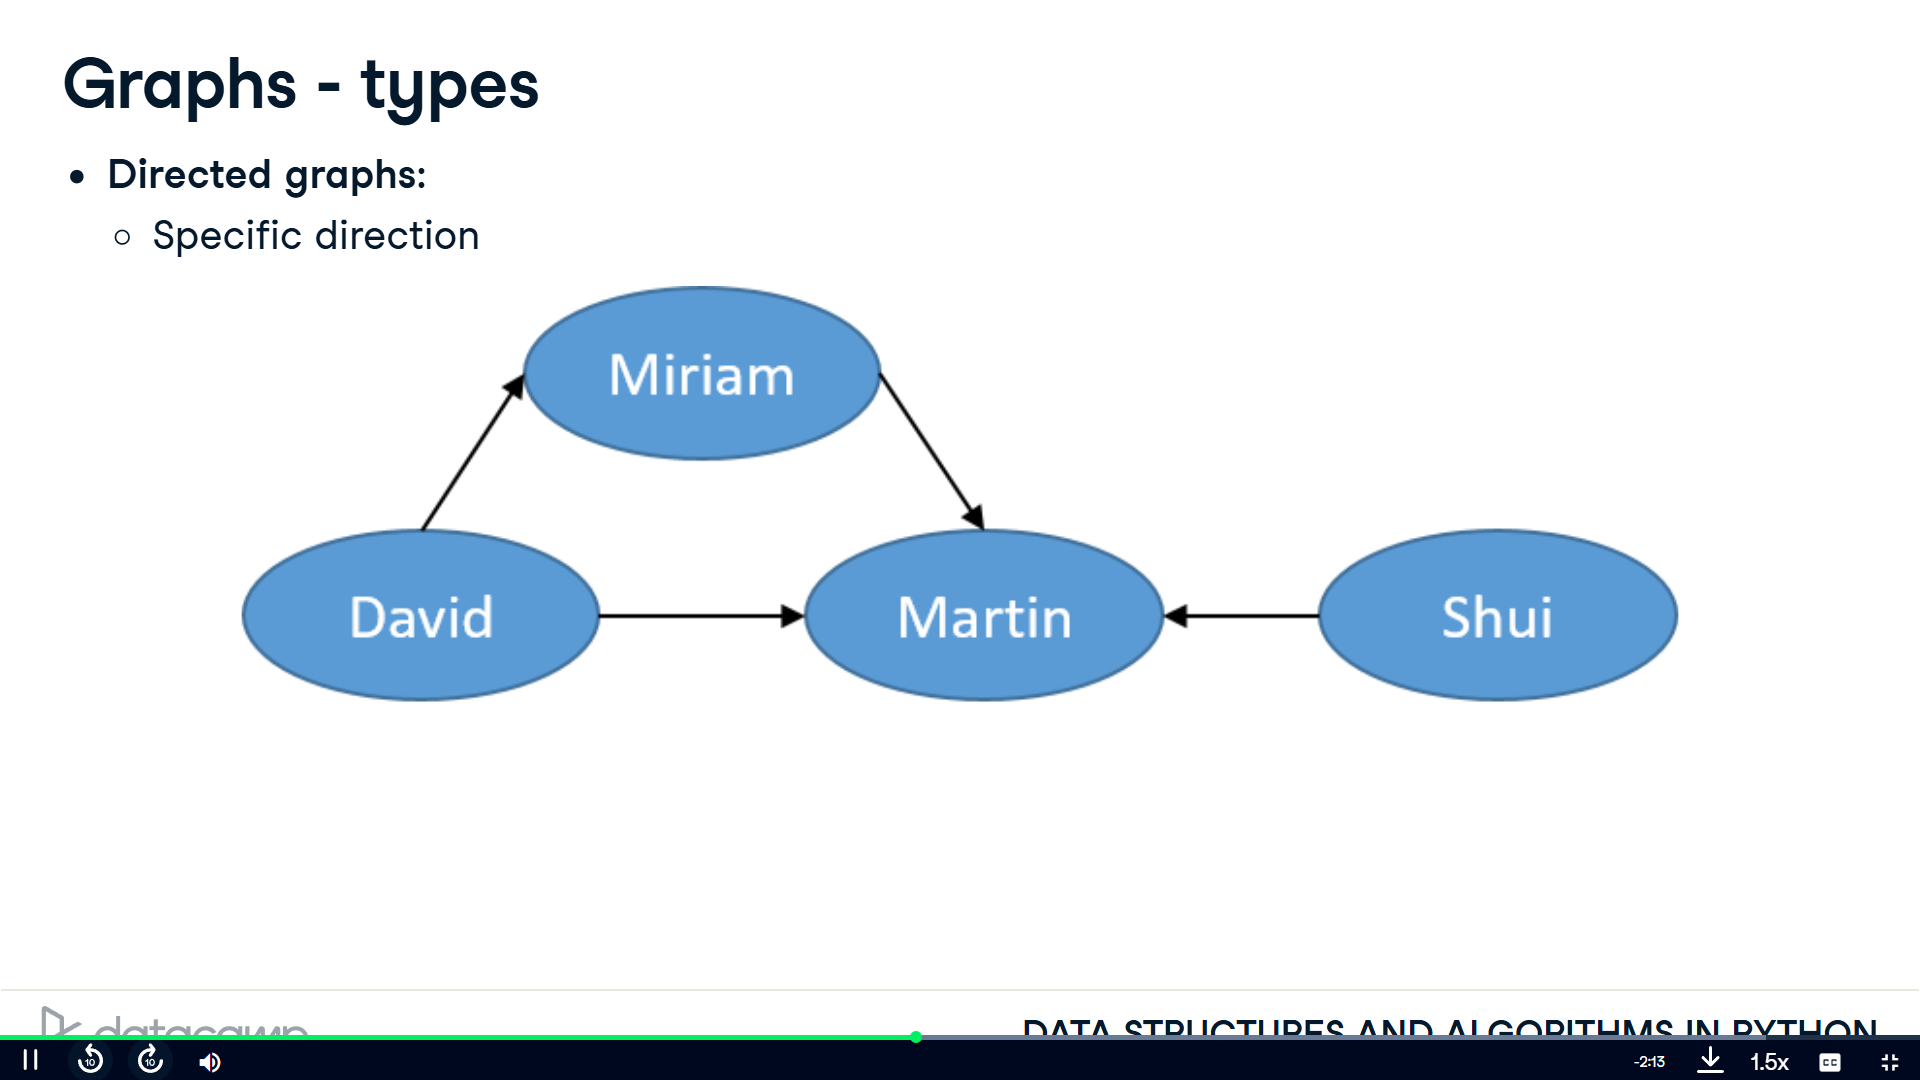 Graphs - types
• Directed graphs:
○ Specific direction
Miriam
David
Martin
Shui
datacamp
DATA STRUCTURES AND ALGORITHMS IN PYTHON
10
10
-2:13
1.5x
CC